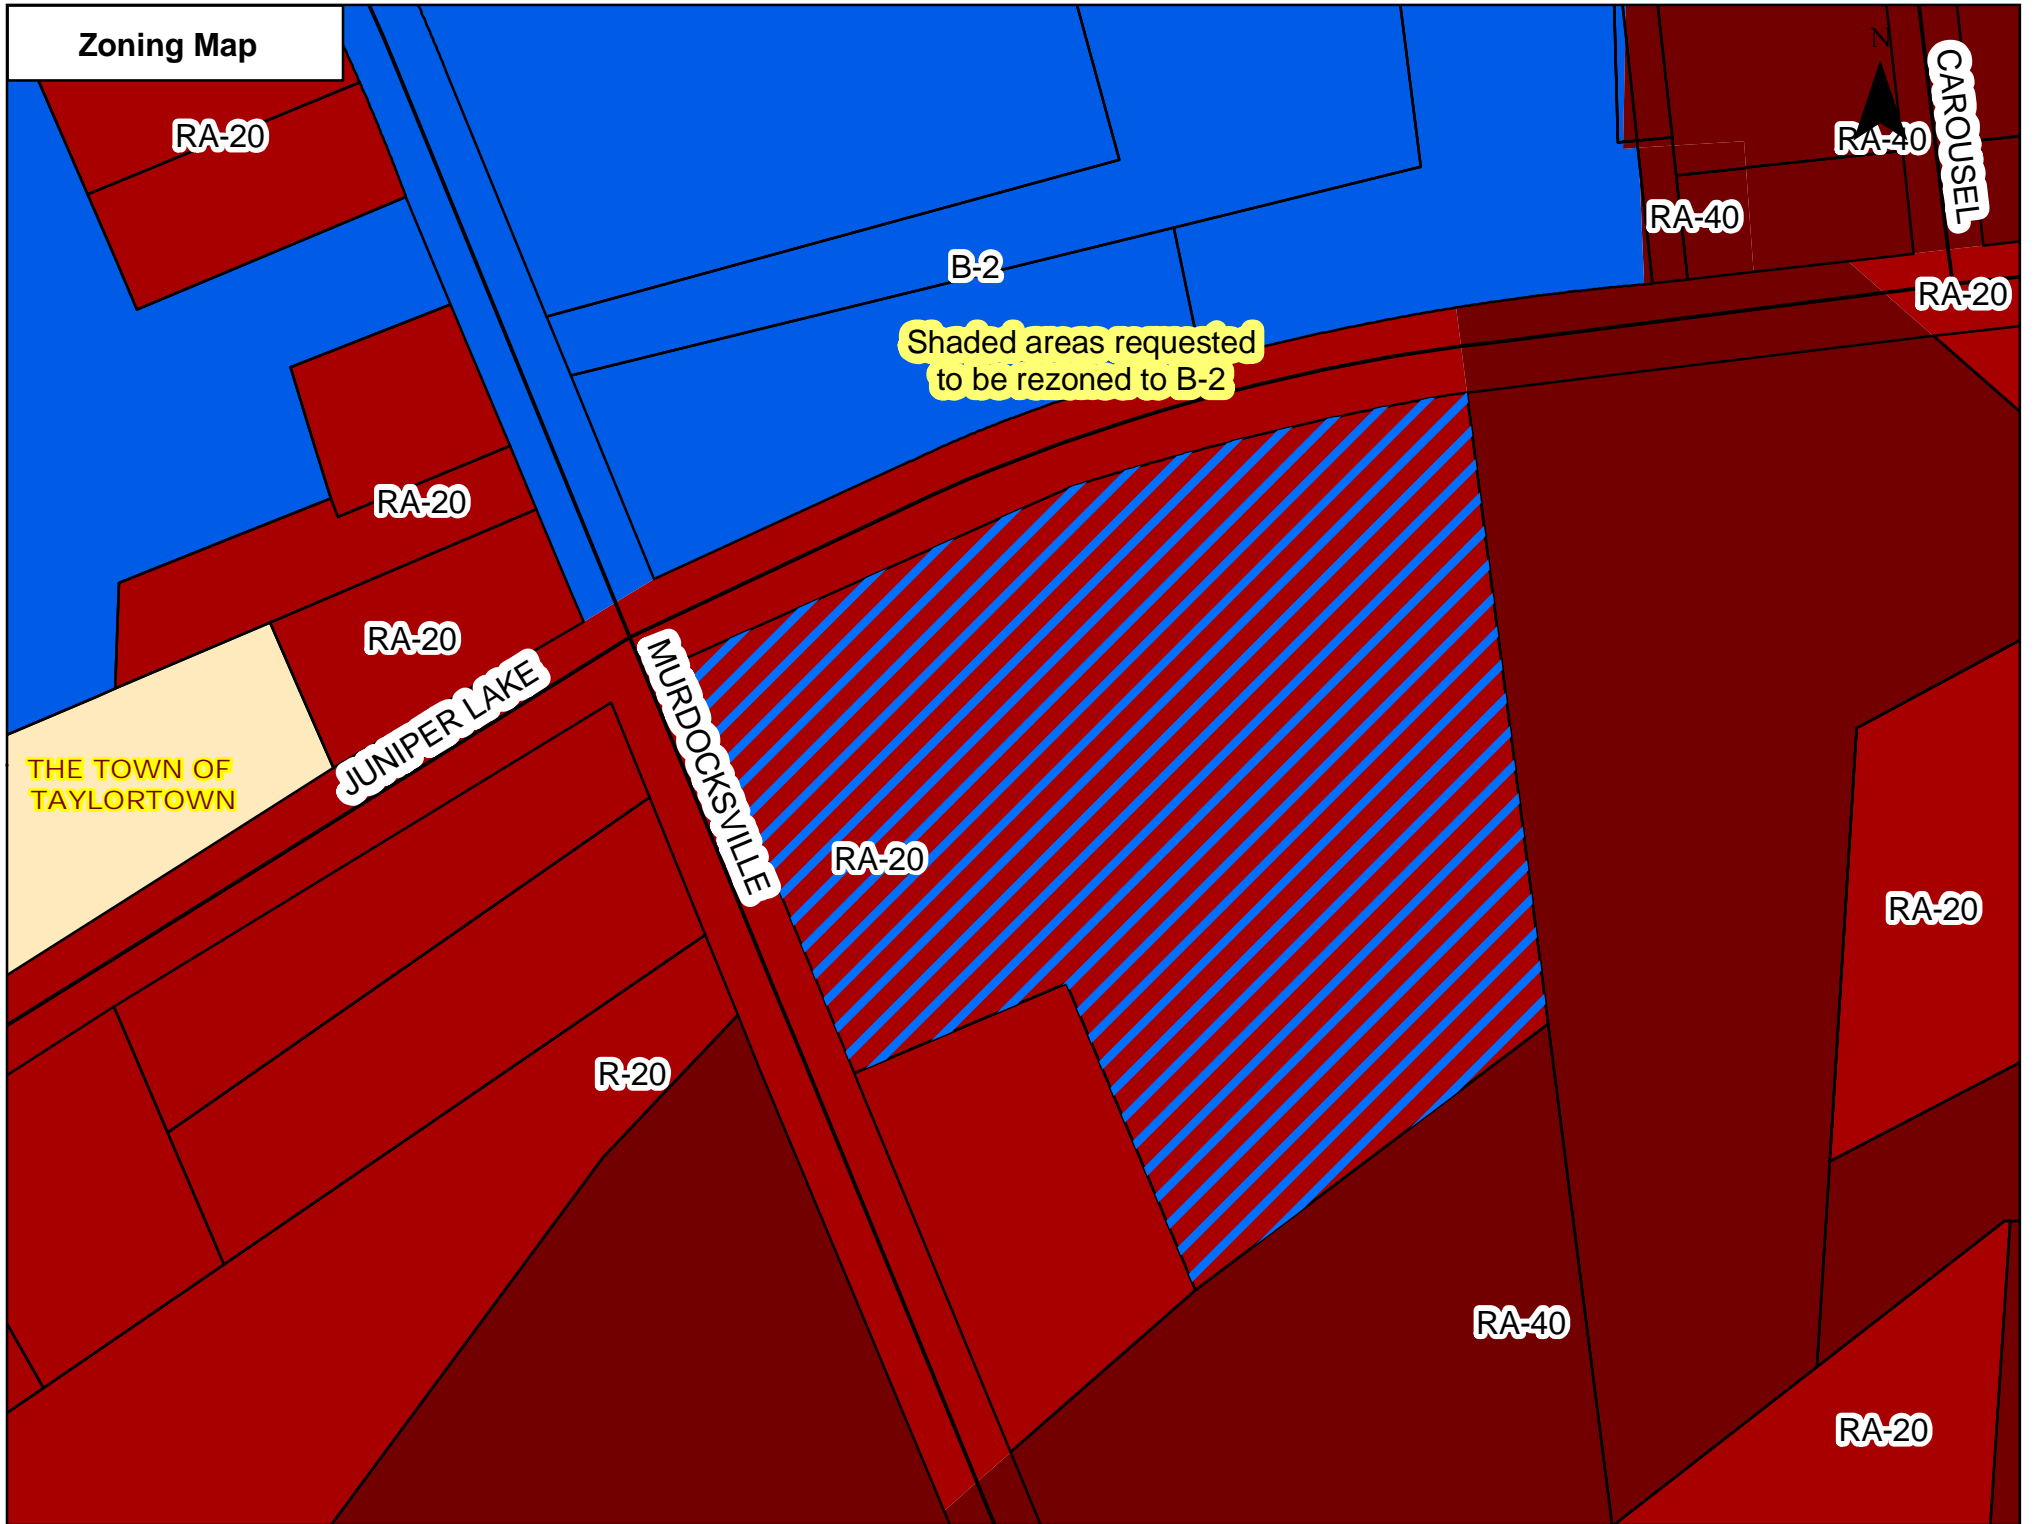 Zoning Map
N
CAROUSEL
RA-20
RA-40
RA-40
B-2
RA-20
Shaded areas requested
to be rezoned to B-2
RA-20
RA-20
JUNIPER LAKE
MURDOCKSVILLE
THE TOWN OF
TAYLORTOWN
RA-20
RA-20
R-20
RA-40
RA-20